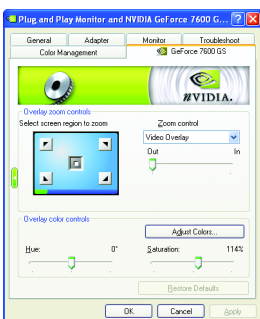 Plug and Play Monitor and NVIDIA GeForce 7600 G...
General Adapter Monitor Troubleshoot
Color Management GeForce 7600 GS
NVIDIA.
Overlay zoom controls
Select screen region to zoom Zoom control
Video Overlay
Out In
Overlay color controls
Adjust Colors...
Hue: 0° Saturation: 114%
Restore Defaults
OK Cancel Apply